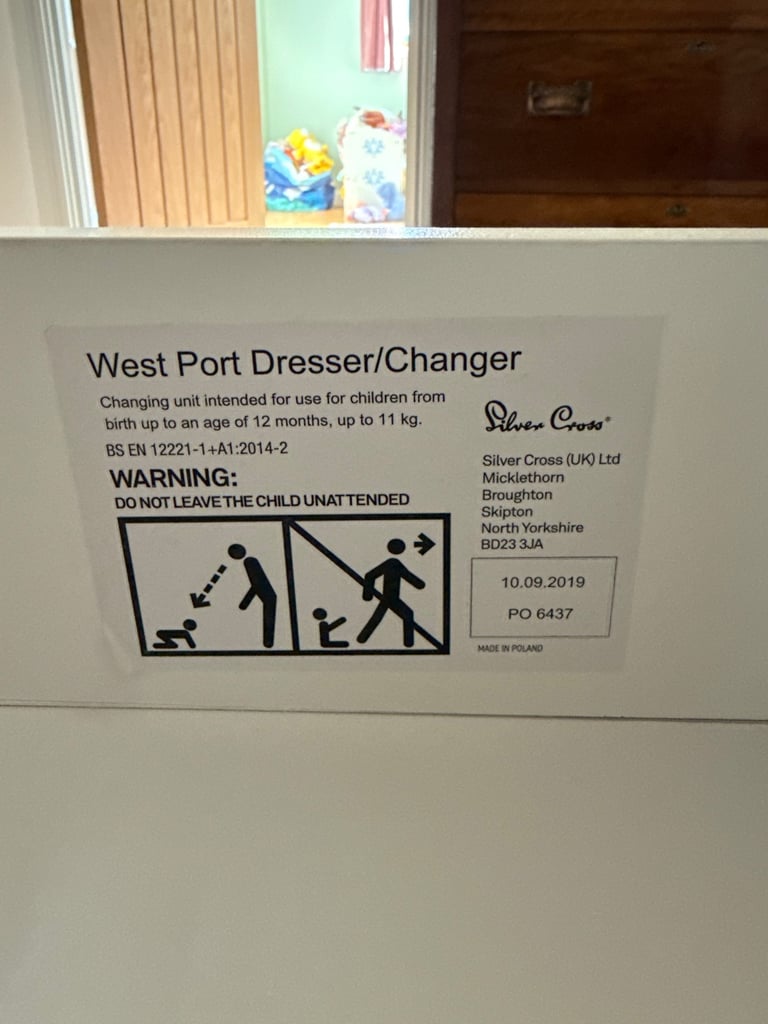 West Port Dresser/Changer
Changing unit intended for use for children from
birth up to an age of 12 months, up to 11 kg.
BS EN 12221-1+A1:2014-2
WARNING:
DO NOT LEAVE THE CHILD UNATTENDED
Silver Cross®
Silver Cross (UK) Ltd
Micklethorn
Broughton
Skipton
North Yorkshire
BD23 3JA
10.09.2019
PO 6437
MADE IN POLAND